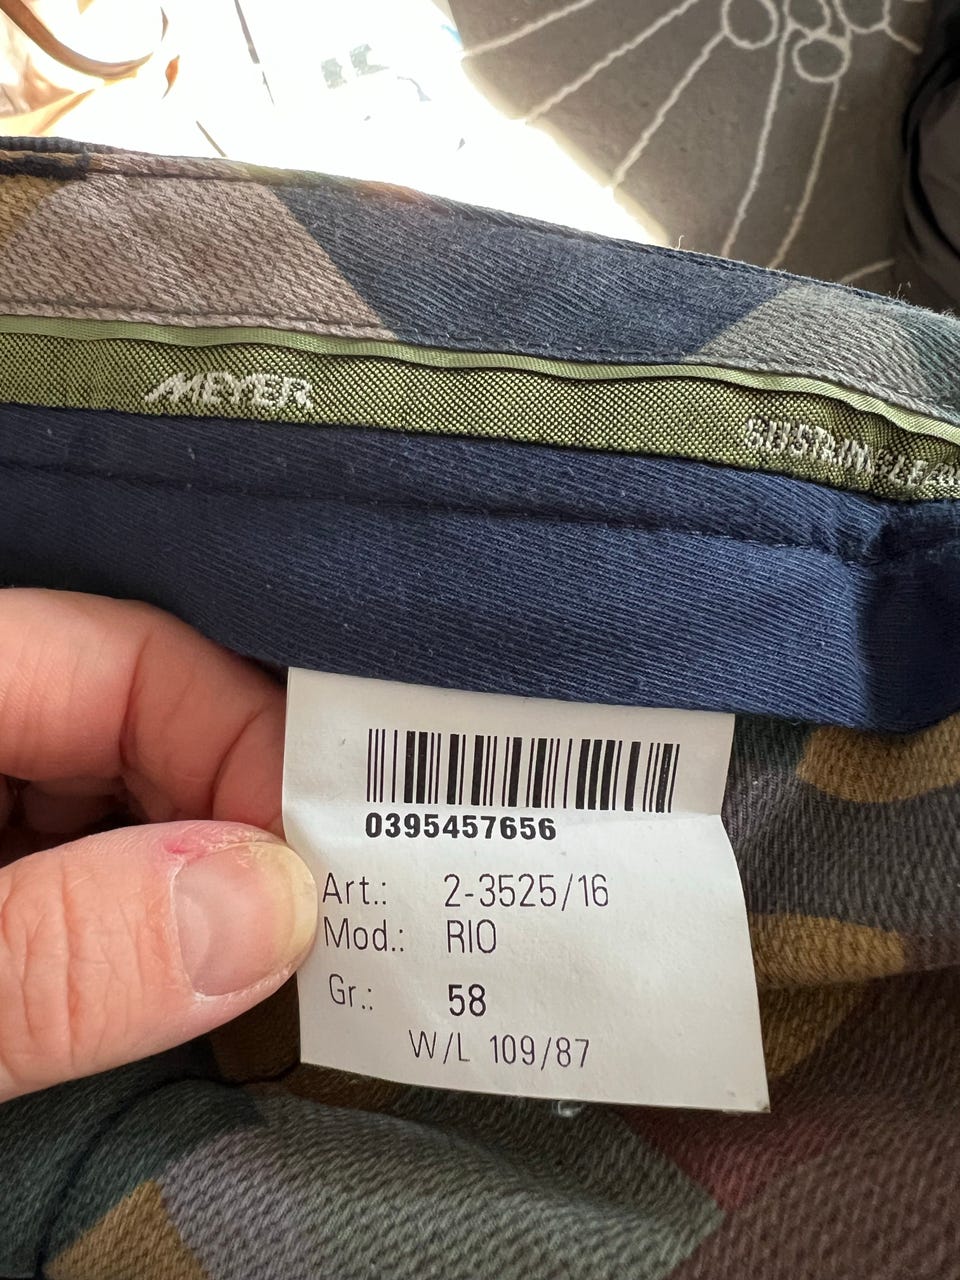 MEYER
0395457656
Art.: 2-3525/16
Mod.: RIO
Gr.: 58
W/L 109/87